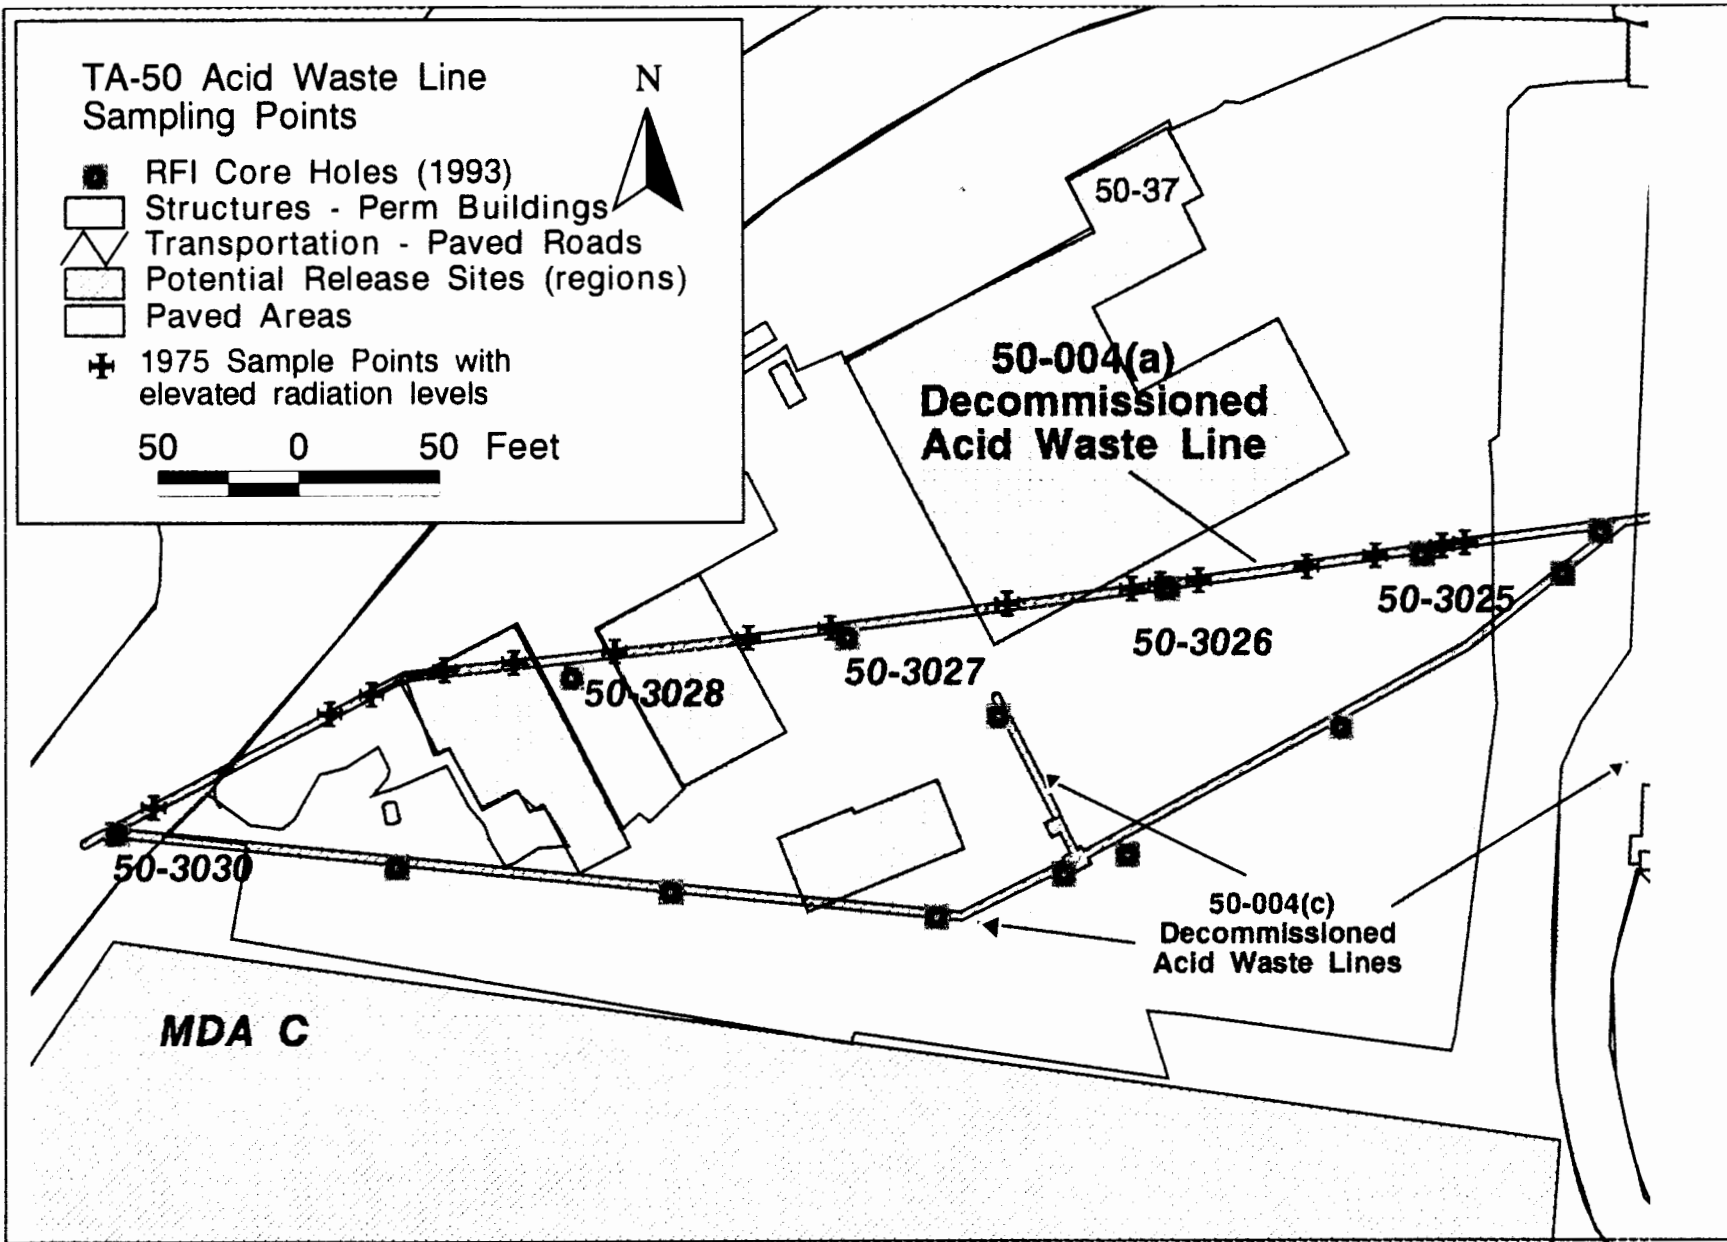 TA-50 Acid Waste Line
Sampling Points
N
RFI Core Holes (1993)
Structures - Perm Buildings
Transportation - Paved Roads
Potential Release Sites (regions)
Paved Areas
1975 Sample Points with
elevated radiation levels
50 0 50 Feet
50-37
50-004(a)
Decommissioned
Acid Waste Line
50-3025
50-3026
50-3027
50-3028
50-3030
50-004(c)
Decommissioned
Acid Waste Lines
MDA C